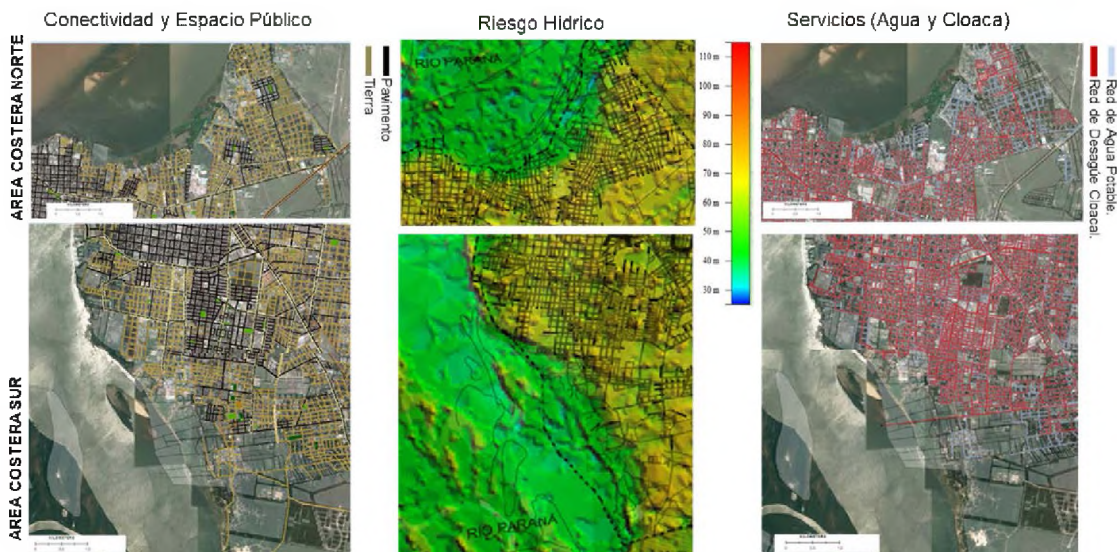 Conectividad y Espacio Público
Riesgo Hídrico
Servicios (Agua y Cloaca)
AREA COSTERA NORTE
AREA COSTERA SUR
Pavimento
Tierra
RIO PARANA
RIO PARANA
110 m
100 m
90 m
80 m
70 m
60 m
50 m
40 m
30 m
Red de Agua Potable.
Red de Desagüe Cloacal.